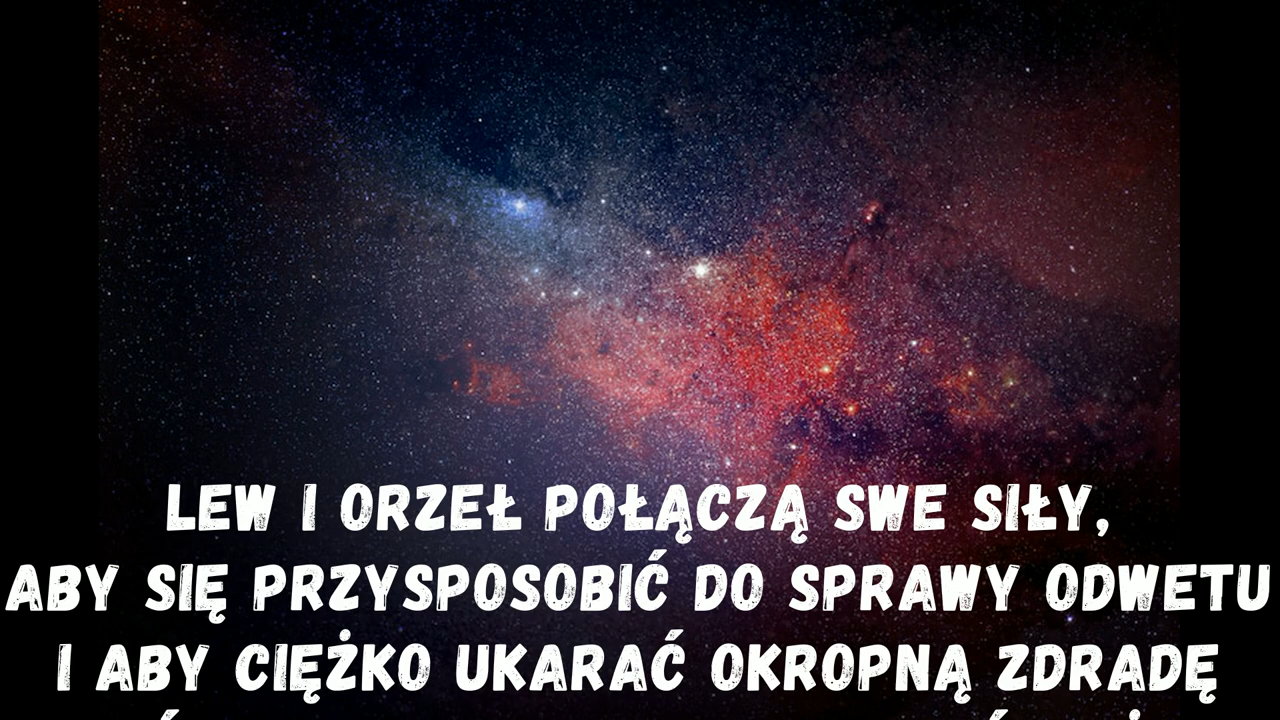 LEW I ORZEŁ POŁĄCZĄ SWE SIŁY,
ABY SIĘ PRZYSPOSOBIĆ DO SPRAWY ODWETU
I ABY CIĘŻKO UKARAĆ OKROPNĄ ZDRADĘ